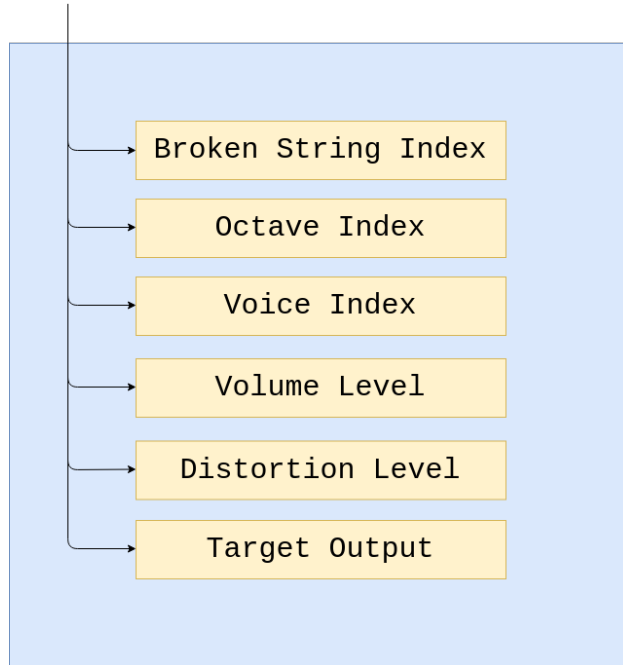 Broken String Index
Octave Index
Voice Index
Volume Level
Distortion Level
Target Output